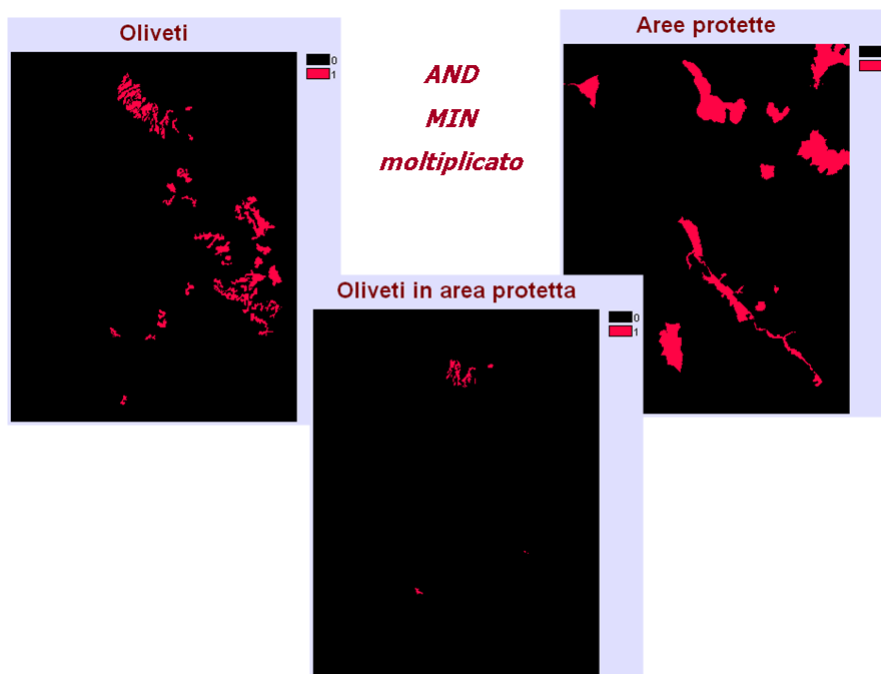 Oliveti
0
1
AND
MIN
moltiplicato
Aree protette
Oliveti in area protetta
0
1